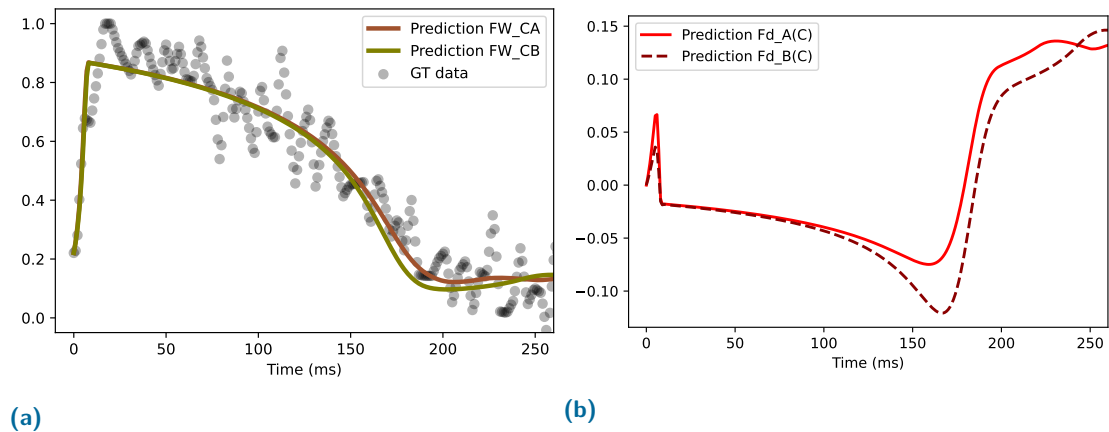 1.0
0.8
0.6
0.4
0.2
0.0
Prediction FW_CA
Prediction FW_CB
GT data
0 50 100 150 200 250
Time (ms)
(a)
0.15
0.10
0.05
0.00
−0.05
−0.10
Prediction Fd_A(C)
Prediction Fd_B(C)
0 50 100 150 200 250
Time (ms)
(b)